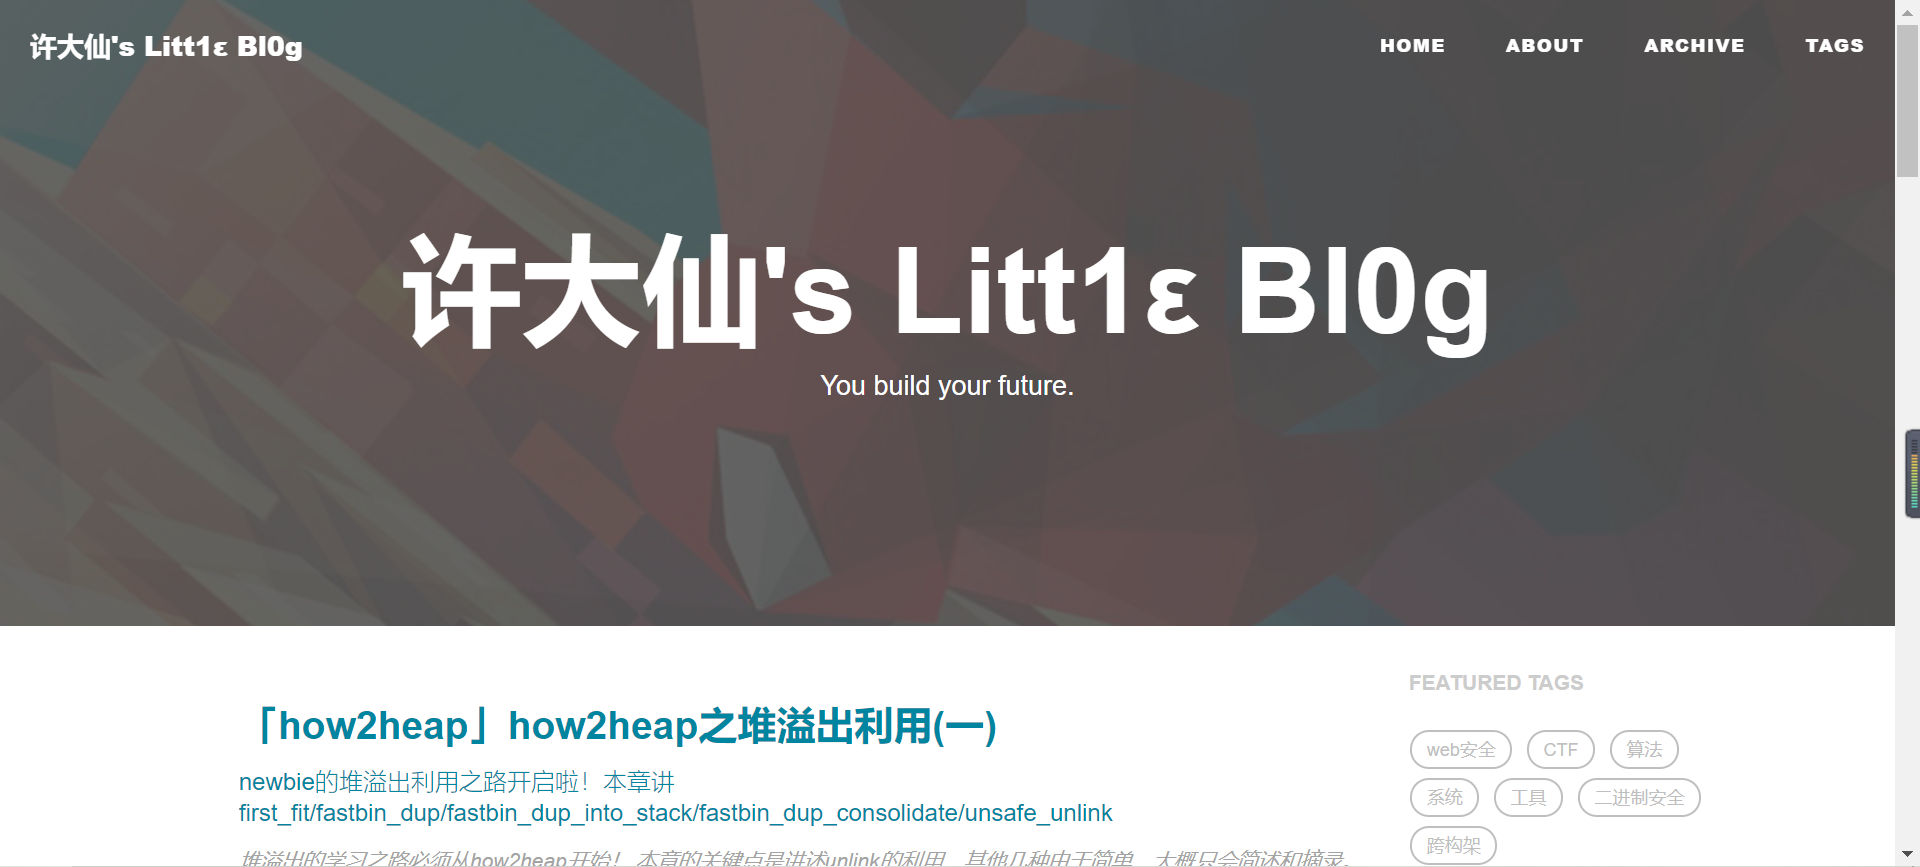 许大仙's Litt1ε Bl0g
HOME ABOUT ARCHIVE TAGS
许大仙's Litt1ε Bl0g
You build your future.
「how2heap」how2heap之堆溢出利用(一)
newbie的堆溢出利用之路开启啦！本章讲
first_fit/fastbin_dup/fastbin_dup_into_stack/fastbin_dup_consolidate/unsafe_unlink
堆溢出的学习之路必须从how2heap开始！本章的关键点是讲述unlink的利用，其他几种由于简单，大概只会简述和摘录。
FEATURED TAGS
web安全 CTF 算法
系统 工具 二进制安全
跨构架